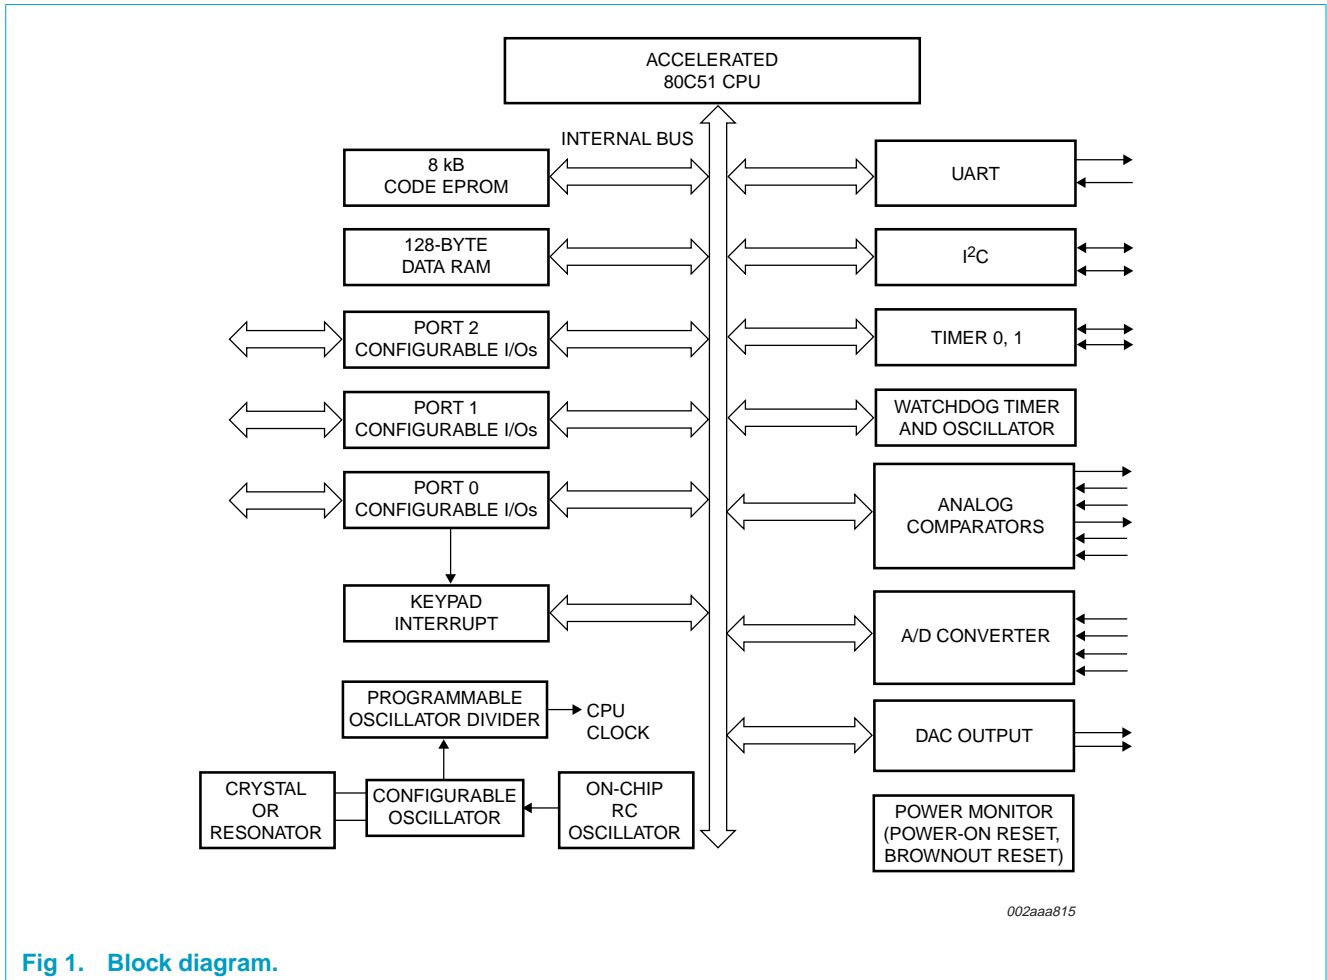 ACCELERATED
80C51 CPU
INTERNAL BUS
8 kB
CODE EPROM
UART
128-BYTE
DATA RAM
I²C
PORT 2
CONFIGURABLE I/Os
TIMER 0, 1
PORT 1
CONFIGURABLE I/Os
WATCHDOG TIMER
AND OSCILLATOR
PORT 0
CONFIGURABLE I/Os
ANALOG
COMPARATORS
KEYPAD
INTERRUPT
A/D CONVERTER
PROGRAMMABLE
OSCILLATOR DIVIDER
CPU
CLOCK
DAC OUTPUT
CRYSTAL
OR
RESONATOR
CONFIGURABLE
OSCILLATOR
ON-CHIP
RC
OSCILLATOR
POWER MONITOR
(POWER-ON RESET,
BROWNOUT RESET)
002aaa815
Fig 1. Block diagram.